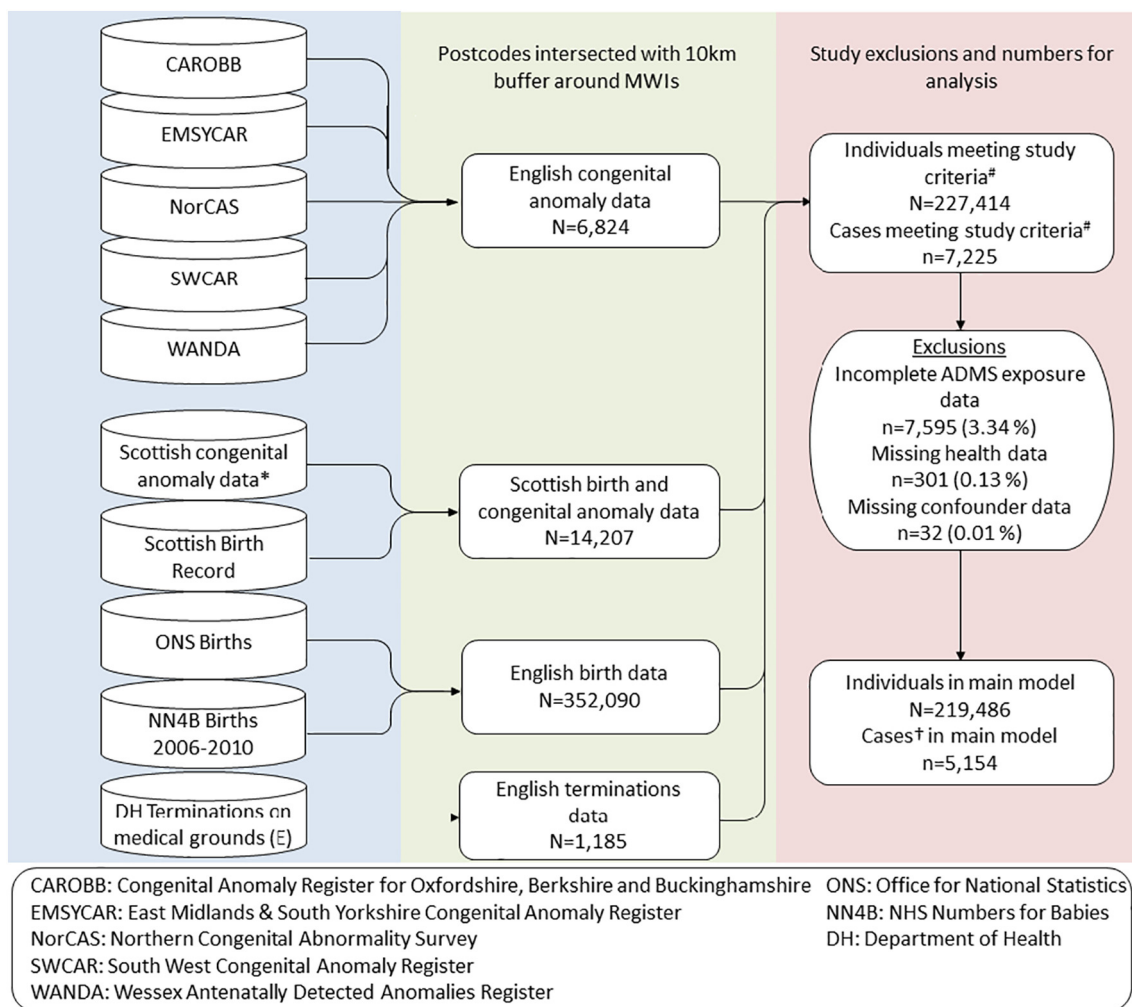 CAROBB
EMSYCAR
NorCAS
SWCAR
WANDA
Scottish congenital
anomaly data*
Scottish Birth
Record
ONS Births
NN4B Births
2006-2010
DH Terminations on
medical grounds (E)
Postcodes intersected with 10km
buffer around MWIs
English congenital
anomaly data
N=6,824
Scottish birth and
congenital anomaly data
N=14,207
English birth data
N=352,090
English terminations
data
N=1,185
Study exclusions and numbers for
analysis
Individuals meeting study
criteria#
N=227,414
Cases meeting study criteria#
n=7,225
Exclusions
Incomplete ADMS exposure
data
n=7,595 (3.34 %)
Missing health data
n=301 (0.13 %)
Missing confounder data
n=32 (0.01 %)
Individuals in main model
N=219,486
Cases† in main model
n=5,154
CAROBB: Congenital Anomaly Register for Oxfordshire, Berkshire and Buckinghamshire
EMSYCAR: East Midlands & South Yorkshire Congenital Anomaly Register
NorCAS: Northern Congenital Abnormality Survey
SWCAR: South West Congenital Anomaly Register
WANDA: Wessex Antenatally Detected Anomalies Register
ONS: Office for National Statistics
NN4B: NHS Numbers for Babies
DH: Department of Health